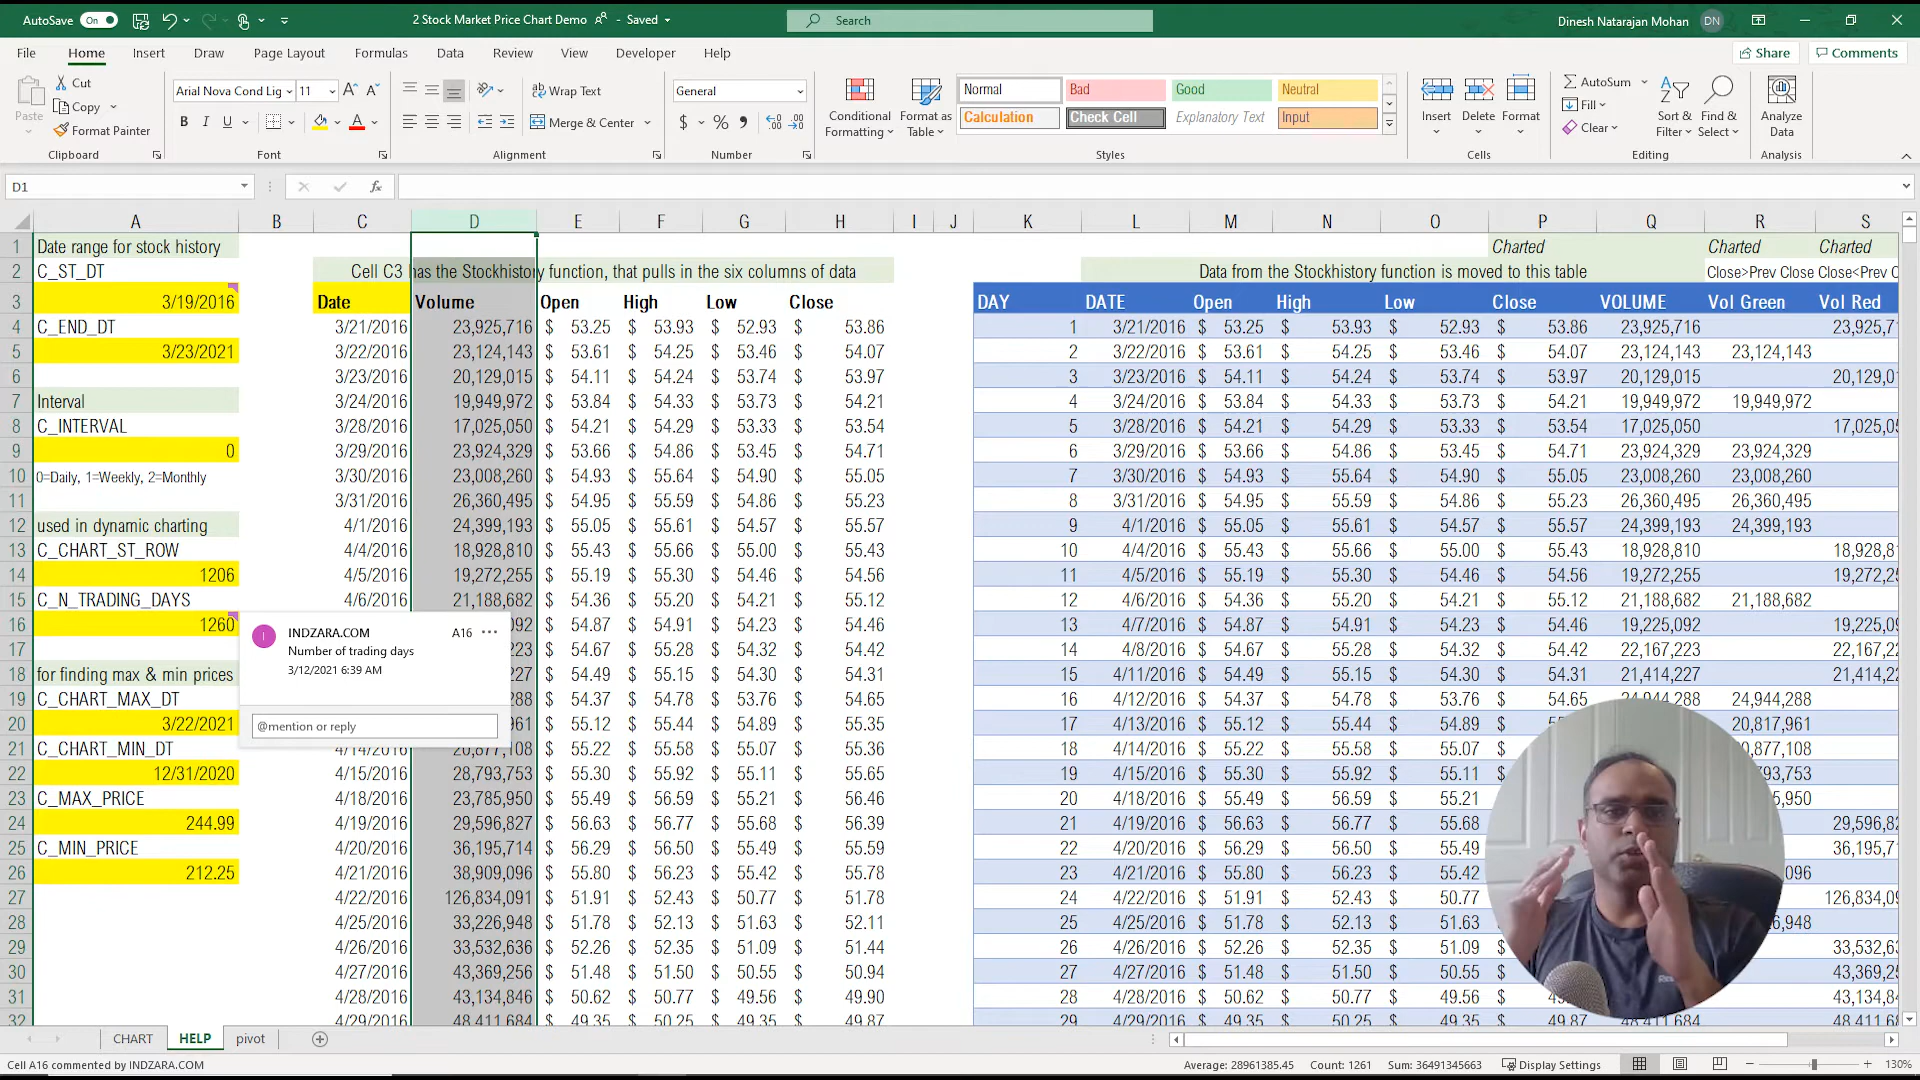 AutoSave On 2 Stock Market Price Chart Demo - Saved Search Dinesh Natarajan Mohan DN
File Home Insert Draw Page Layout Formulas Data Review View Developer Help Share Comments
Paste Cut Copy Format Painter Clipboard
Arial Nova Cond Lig 11 B I U A Font
ab Wrap Text Merge & Center Alignment
General $ % Number
Conditional Formatting Format as Table
Normal Bad Good Neutral
Calculation Check Cell Explanatory Text Input
Styles
Insert Delete Format Cells
AutoSum Fill Clear Sort & Filter Find & Select Editing
Analyze Data Analysis
D1 fx
A B C D E F G H I J K L M N O P Q R S
1 Date range for stock history Charted Charted Charted
2 C_ST_DT Cell C3 has the Stockhistory function, that pulls in the six columns of data Data from the Stockhistory function is moved to this table Close>Prev Close Close<Prev C
3 3/19/2016 Date Volume Open High Low Close DAY DATE Open High Low Close VOLUME Vol Green Vol Red
4 C_END_DT 3/21/2016 23,925,716 $ 53.25 $ 53.93 $ 52.93 $ 53.86 1 3/21/2016 $ 53.25 $ 53.93 $ 52.93 $ 53.86 23,925,716 23,925,7
5 3/23/2021 3/22/2016 23,124,143 $ 53.61 $ 54.25 $ 53.46 $ 54.07 2 3/22/2016 $ 53.61 $ 54.25 $ 53.46 $ 54.07 23,124,143 23,124,143
6 3/23/2016 20,129,015 $ 54.11 $ 54.24 $ 53.74 $ 53.97 3 3/23/2016 $ 54.11 $ 54.24 $ 53.74 $ 53.97 20,129,015 20,129,0
7 Interval 3/24/2016 19,949,972 $ 53.84 $ 54.33 $ 53.73 $ 54.21 4 3/24/2016 $ 53.84 $ 54.33 $ 53.73 $ 54.21 19,949,972 19,949,972
8 C_INTERVAL 3/28/2016 17,025,050 $ 54.21 $ 54.29 $ 53.33 $ 53.54 5 3/28/2016 $ 54.21 $ 54.29 $ 53.33 $ 53.54 17,025,050 17,025,0
9 0 3/29/2016 23,924,329 $ 53.66 $ 54.86 $ 53.45 $ 54.71 6 3/29/2016 $ 53.66 $ 54.86 $ 53.45 $ 54.71 23,924,329 23,924,329
10 0=Daily, 1=Weekly, 2=Monthly 3/30/2016 23,008,260 $ 54.93 $ 55.64 $ 54.90 $ 55.05 7 3/30/2016 $ 54.93 $ 55.64 $ 54.90 $ 55.05 23,008,260 23,008,260
11 3/31/2016 26,360,495 $ 54.95 $ 55.59 $ 54.86 $ 55.23 8 3/31/2016 $ 54.95 $ 55.59 $ 54.86 $ 55.23 26,360,495 26,360,495
12 used in dynamic charting 4/1/2016 24,399,193 $ 55.05 $ 55.61 $ 54.57 $ 55.57 9 4/1/2016 $ 55.05 $ 55.61 $ 54.57 $ 55.57 24,399,193 24,399,193
13 C_CHART_ST_ROW 4/4/2016 18,928,810 $ 55.43 $ 55.66 $ 55.00 $ 55.43 10 4/4/2016 $ 55.43 $ 55.66 $ 55.00 $ 55.43 18,928,810 18,928,8
14 1206 4/5/2016 19,272,255 $ 55.19 $ 55.30 $ 54.46 $ 54.56 11 4/5/2016 $ 55.19 $ 55.30 $ 54.46 $ 54.56 19,272,255 19,272,2
15 C_N_TRADING_DAYS 4/6/2016 21,188,682 $ 54.36 $ 55.20 $ 54.21 $ 55.12 12 4/6/2016 $ 54.36 $ 55.20 $ 54.21 $ 55.12 21,188,682 21,188,682
16 1260 092 $ 54.87 $ 54.91 $ 54.23 $ 54.46 13 4/7/2016 $ 54.87 $ 54.91 $ 54.23 $ 54.46 19,225,092 19,225,0
17 223 $ 54.67 $ 55.28 $ 54.32 $ 54.42 14 4/8/2016 $ 54.67 $ 55.28 $ 54.32 $ 54.42 22,167,223 22,167,2
18 for finding max & min prices 227 $ 54.49 $ 55.15 $ 54.30 $ 54.31 15 4/11/2016 $ 54.49 $ 55.15 $ 54.30 $ 54.31 21,414,227 21,414,2
19 C_CHART_MAX_DT 288 $ 54.37 $ 54.78 $ 53.76 $ 54.65 16 4/12/2016 $ 54.37 $ 54.78 $ 53.76 $ 54.65 24,944,288 24,944,288
20 3/22/2021 961 $ 55.12 $ 55.44 $ 54.89 $ 55.35 17 4/13/2016 $ 55.12 $ 55.44 $ 54.89 $ 20,817,961
21 C_CHART_MIN_DT 4/14/2016 20,877,108 $ 55.22 $ 55.58 $ 55.07 $ 55.36 18 4/14/2016 $ 55.22 $ 55.58 $ 55.07 $ 0,877,108
22 12/31/2020 4/15/2016 28,793,753 $ 55.30 $ 55.92 $ 55.11 $ 55.65 19 4/15/2016 $ 55.30 $ 55.92 $ 55.11 $ 793,753
23 C_MAX_PRICE 4/18/2016 23,785,950 $ 55.49 $ 56.59 $ 55.21 $ 56.46 20 4/18/2016 $ 55.49 $ 56.59 $ 55.21 $ 5,950
24 244.99 4/19/2016 29,596,827 $ 56.63 $ 56.77 $ 55.68 $ 56.39 21 4/19/2016 $ 56.63 $ 56.77 $ 55.68 29,596,8
25 C_MIN_PRICE 4/20/2016 36,195,714 $ 56.29 $ 56.50 $ 55.49 $ 55.59 22 4/20/2016 $ 56.29 $ 56.50 $ 55.49 36,195,7
26 212.25 4/21/2016 38,909,096 $ 55.80 $ 56.23 $ 55.42 $ 55.78 23 4/21/2016 $ 55.80 $ 56.23 $ 55.42 096
27 4/22/2016 126,834,091 $ 51.91 $ 52.43 $ 50.77 $ 51.78 24 4/22/2016 $ 51.91 $ 52.43 $ 50.77 126,834,0
28 4/25/2016 33,226,948 $ 51.78 $ 52.13 $ 51.63 $ 52.11 25 4/25/2016 $ 51.78 $ 52.13 $ 51.63 6,948
29 4/26/2016 33,532,636 $ 52.26 $ 52.35 $ 51.09 $ 51.44 26 4/26/2016 $ 52.26 $ 52.35 $ 51.09 $ 33,532,6
30 4/27/2016 43,369,256 $ 51.48 $ 51.50 $ 50.55 $ 50.94 27 4/27/2016 $ 51.48 $ 51.50 $ 50.55 $ 43,369,2
31 4/28/2016 43,134,846 $ 50.62 $ 50.77 $ 49.56 $ 49.90 28 4/28/2016 $ 50.62 $ 50.77 $ 49.56 $ 43,134,8
32 4/29/2016 48,411,684 $ 49.35 $ 50.25 $ 49.35 $ 49.87 29 4/29/2016 $ 49.35 $ 50.25 $ 49.35 $ 49.87 48,411,684 48,411,6
I INDZARA.COM A16 ...
Number of trading days
3/12/2021 6:39 AM
@mention or reply
CHART HELP pivot
Cell A16 commented by INDZARA.COM Average: 28961385.45 Count: 1261 Sum: 36491345663 Display Settings 130%